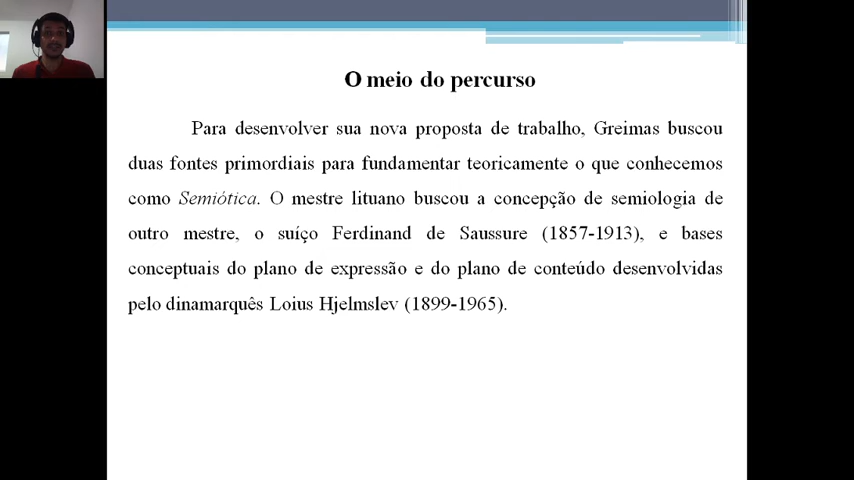 O meio do percurso
Para desenvolver sua nova proposta de trabalho, Greimas buscou
duas fontes primordiais para fundamentar teoricamente o que conhecemos
como Semiótica. O mestre lituano buscou a concepção de semiologia de
outro mestre, o suíço Ferdinand de Saussure (1857-1913), e bases
conceptuais do plano de expressão e do plano de conteúdo desenvolvidas
pelo dinamarquês Loius Hjelmslev (1899-1965).